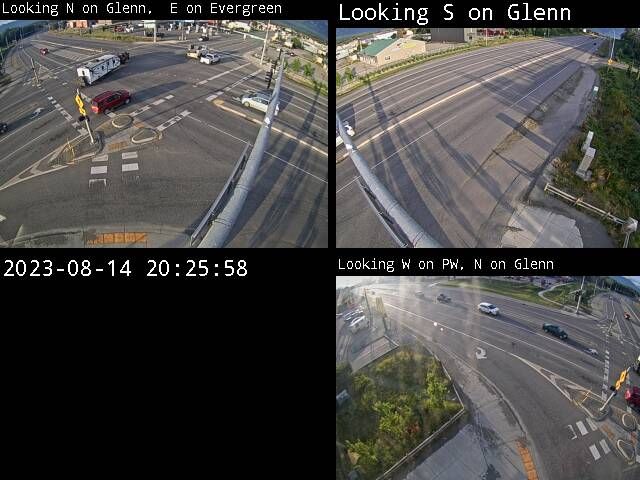 Looking N on Glenn,  E on Evergreen
Looking S on Glenn
2023-08-14 20:25:58
Looking W on PW, N on Glenn